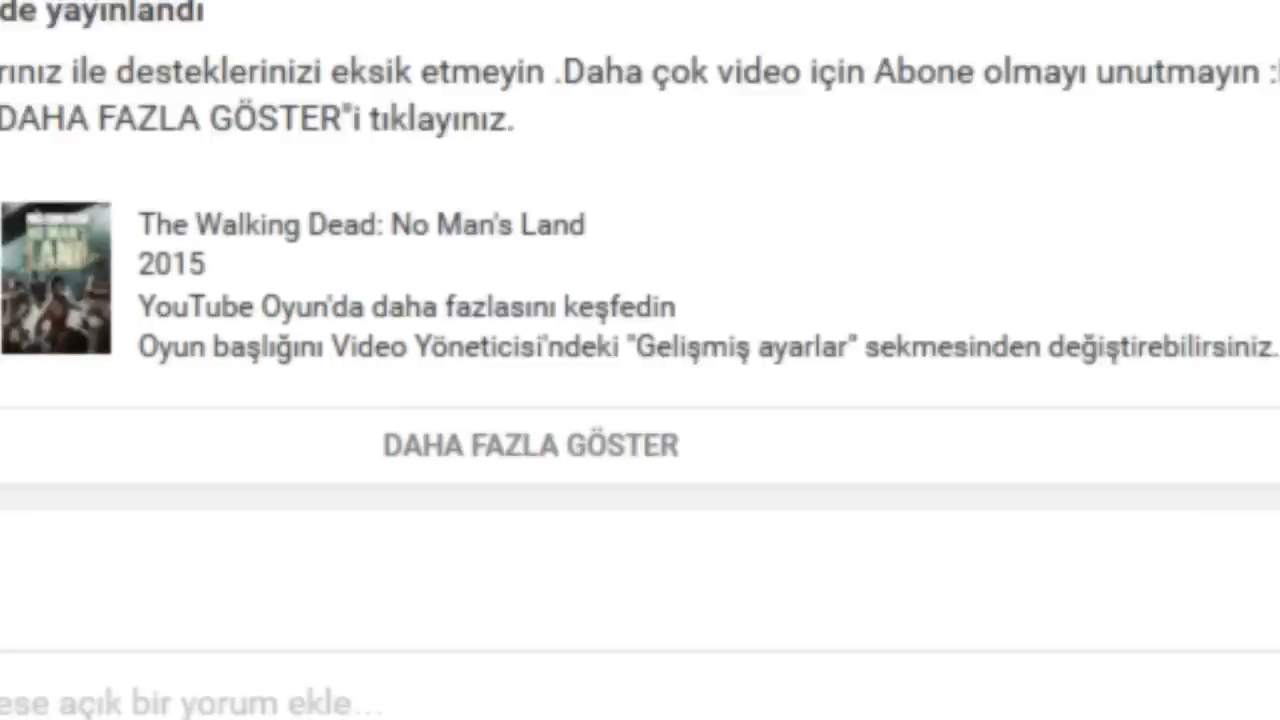 de yayınlandı
rınız ile desteklerinizi eksik etmeyin .Daha çok video için Abone olmayı unutmayın :
DAHA FAZLA GÖSTER"i tıklayınız.
The Walking Dead: No Man's Land
2015
YouTube Oyun'da daha fazlasını keşfedin
Oyun başlığını Video Yöneticisi'ndeki "Gelişmiş ayarlar" sekmesinden değiştirebilirsiniz.
DAHA FAZLA GÖSTER
ese açık bir yorum ekle...